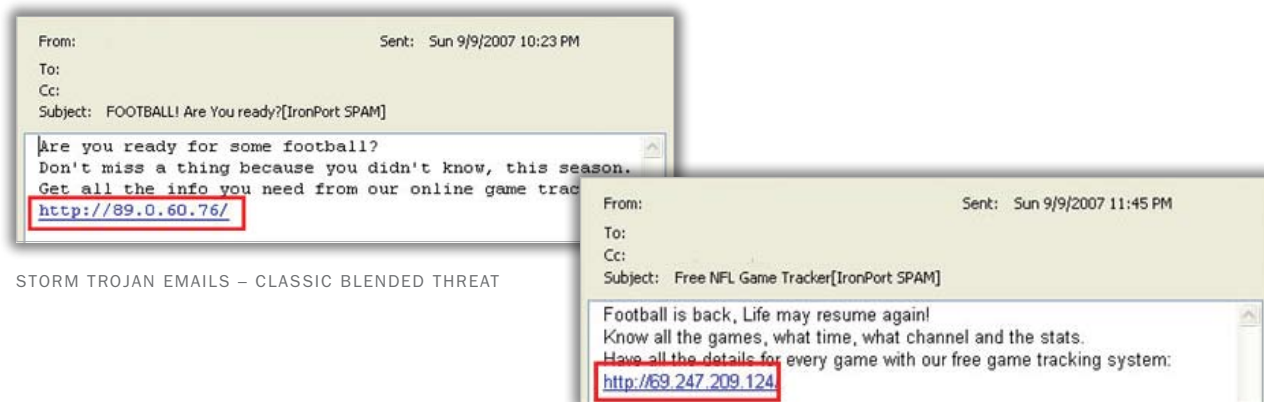 From: Sent: Sun 9/9/2007 10:23 PM
To:
Cc:
Subject: FOOTBALL! Are You ready?[IronPort SPAM]
Are you ready for some football?
Don't miss a thing because you didn't know, this season.
Get all the info you need from our online game trac
http://89.0.60.76/
STORM TROJAN EMAILS – CLASSIC BLENDED THREAT
From: Sent: Sun 9/9/2007 11:45 PM
To:
Cc:
Subject: Free NFL Game Tracker[IronPort SPAM]
Football is back, Life may resume again!
Know all the games, what time, what channel and the stats.
Have all the details for every game with our free game tracking system:
http://69.247.209.124/